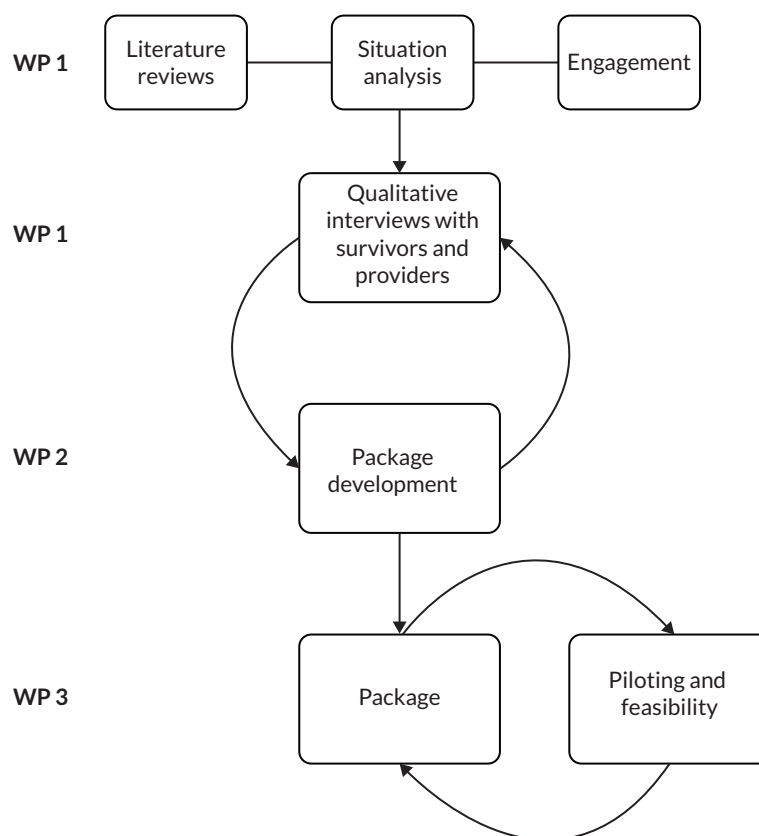 WP 1
Literature
reviews
Situation
analysis
Engagement
WP 1
Qualitative
interviews with
survivors and
providers
WP 2
Package
development
WP 3
Package
Piloting and
feasibility